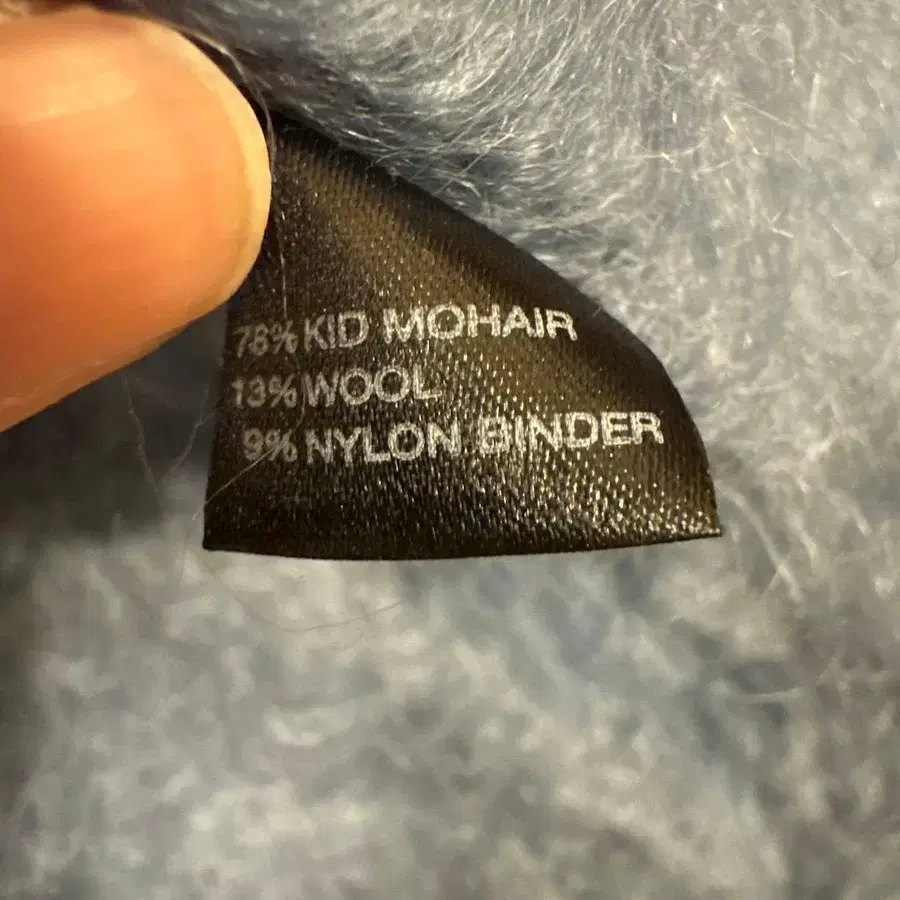 78% KID MOHAIR
13% WOOL
9% NYLON BINDER